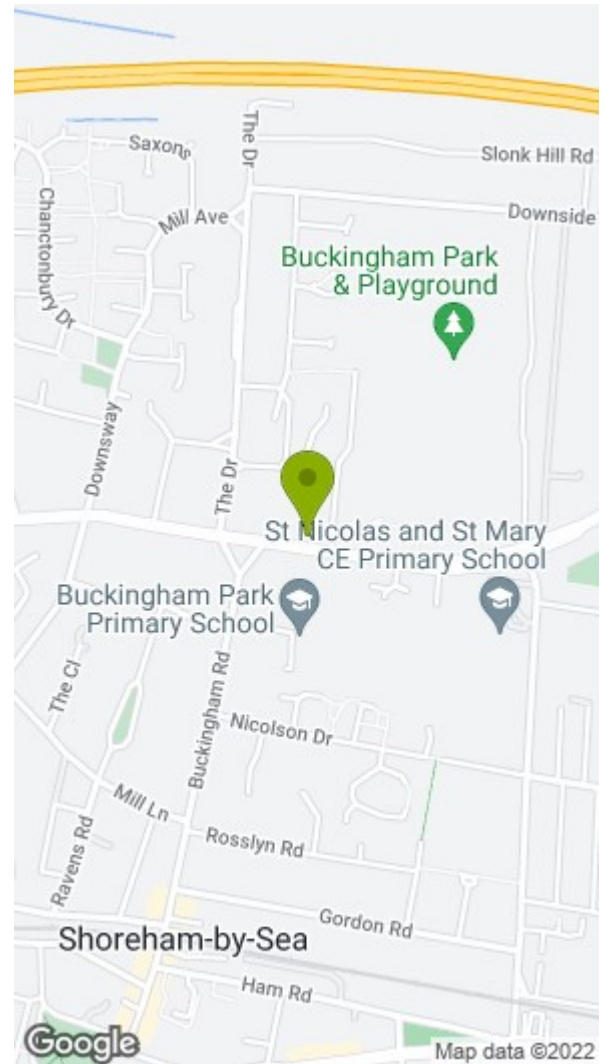 The Dr
Saxons
Slonk Hill Rd
Mill Ave
Downside
Chanctonbury Dr
Buckingham Park
& Playground
Downsway
The Dr
St Nicolas and St Mary
CE Primary School
Buckingham Park
Primary School
The Cl
Buckingham Rd
Nicolson Dr
Mill Ln
Ravens Rd
Rosslyn Rd
Gordon Rd
Shoreham-by-Sea
Ham Rd
Google
Map data ©2022